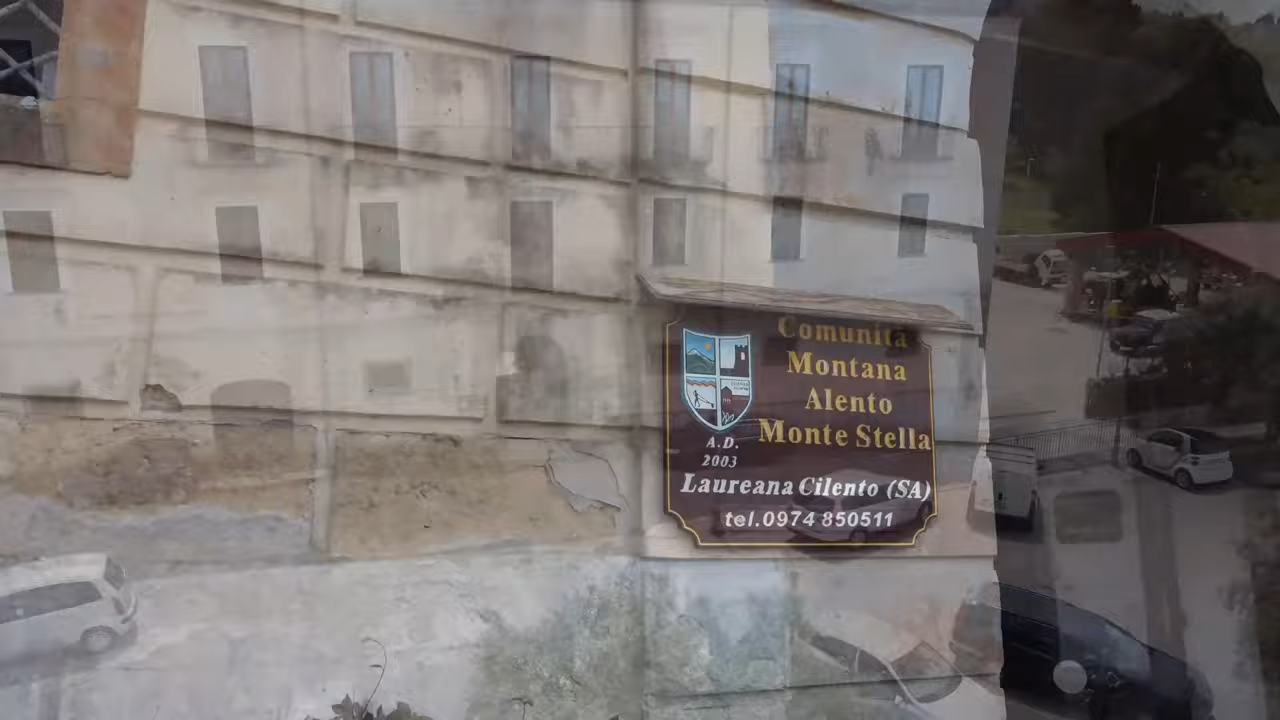 Comunità
Montana
Alento
Monte Stella
A.D.
2003
Laureana Cilento (SA)
tel.0974 850511